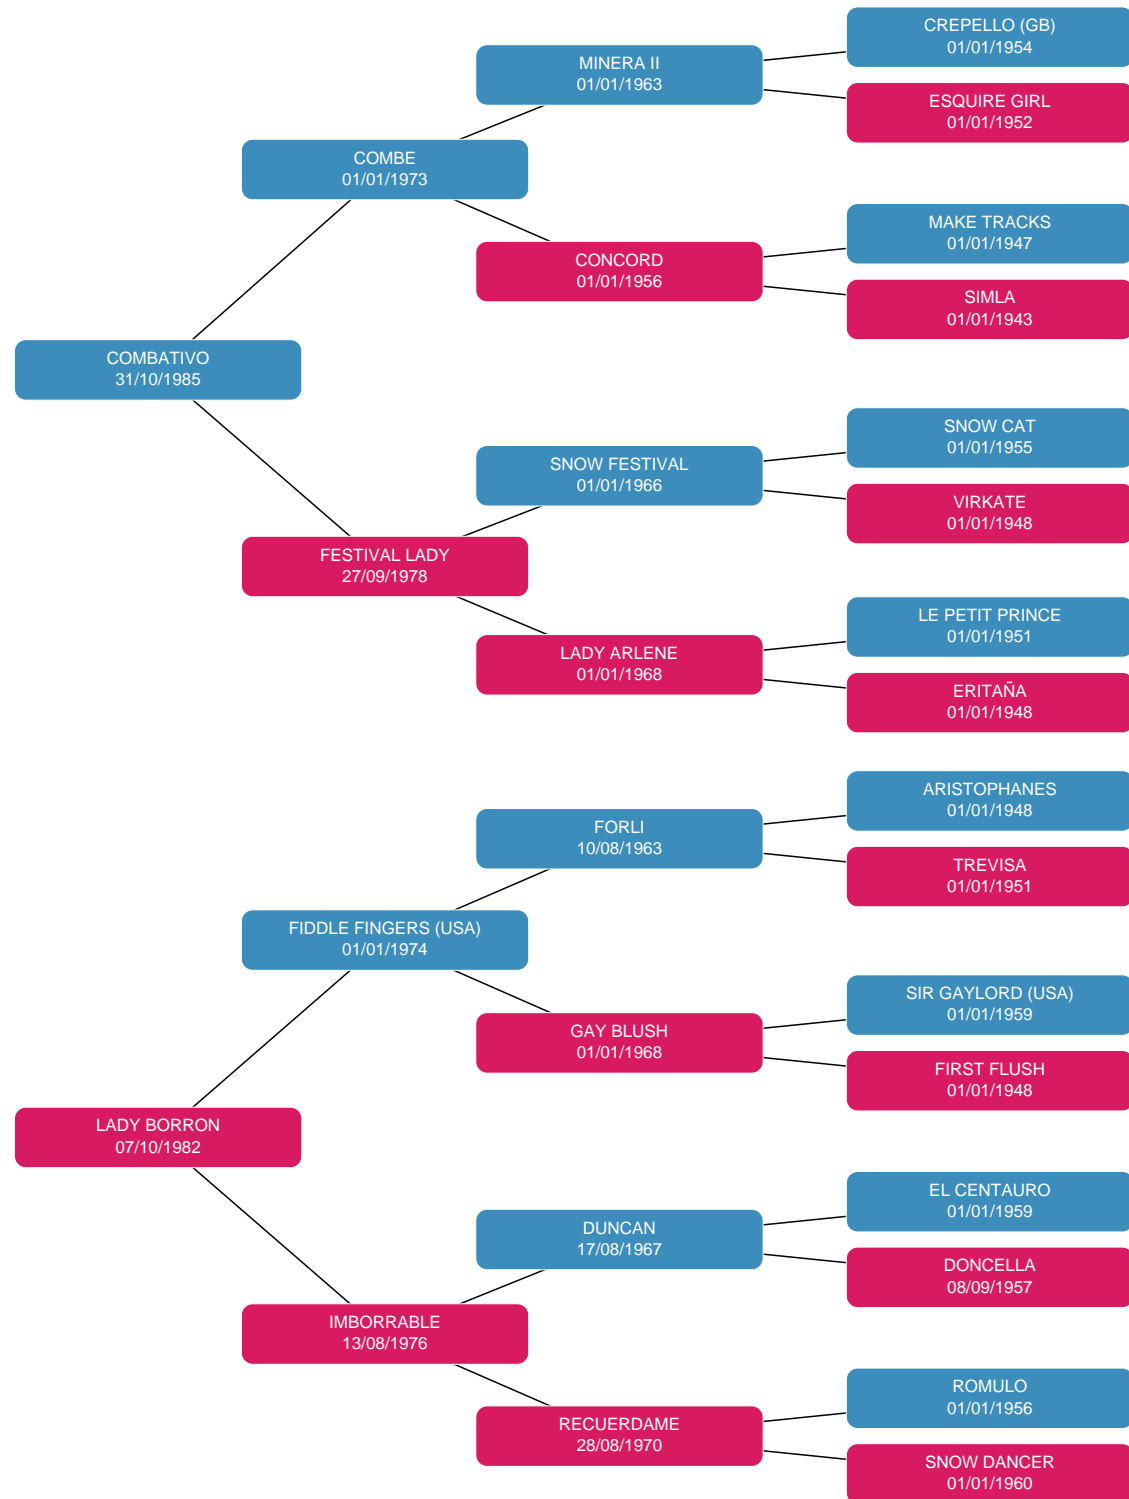 CREPELLO (GB)
01/01/1954
MINERA II
01/01/1963
ESQUIRE GIRL
01/01/1952
COMBE
01/01/1973
MAKE TRACKS
01/01/1947
CONCORD
01/01/1956
SIMLA
01/01/1943
COMBATIVO
31/10/1985
SNOW CAT
01/01/1955
SNOW FESTIVAL
01/01/1966
VIRKATE
01/01/1948
FESTIVAL LADY
27/09/1978
LE PETIT PRINCE
01/01/1951
LADY ARLENE
01/01/1968
ERITAÑA
01/01/1948
ARISTOPHANES
01/01/1948
FORLI
10/08/1963
TREVISA
01/01/1951
FIDDLE FINGERS (USA)
01/01/1974
SIR GAYLORD (USA)
01/01/1959
GAY BLUSH
01/01/1968
FIRST FLUSH
01/01/1948
LADY BORRON
07/10/1982
EL CENTAURO
01/01/1959
DUNCAN
17/08/1967
DONCELLA
08/09/1957
IMBORRABLE
13/08/1976
ROMULO
01/01/1956
RECUERDAME
28/08/1970
SNOW DANCER
01/01/1960